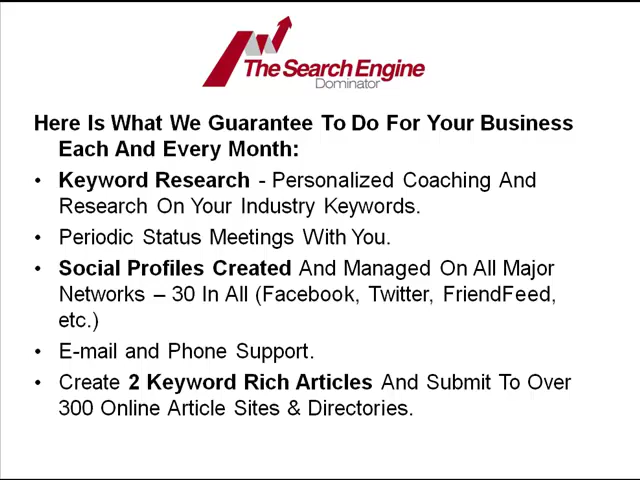 The Search Engine
Dominator
Here Is What We Guarantee To Do For Your Business
Each And Every Month:
• Keyword Research - Personalized Coaching And
Research On Your Industry Keywords.
• Periodic Status Meetings With You.
• Social Profiles Created And Managed On All Major
Networks – 30 In All (Facebook, Twitter, FriendFeed,
etc.)
• E-mail and Phone Support.
• Create 2 Keyword Rich Articles And Submit To Over
300 Online Article Sites & Directories.